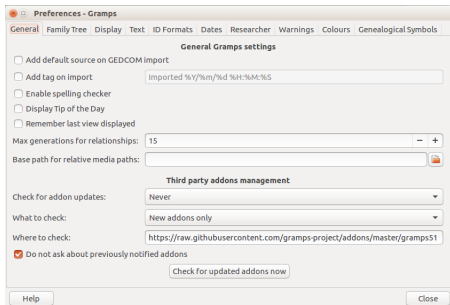 Preferences - Gramps
General Family Tree Display Text ID Formats Dates Researcher Warnings Colours Genealogical Symbols
General Gramps settings
Add default source on GEDCOM import
Add tag on import Imported %Y/%m/%d %H:%M:%S
Enable spelling checker
Display Tip of the Day
Remember last view displayed
Max generations for relationships: 15 − +
Base path for relative media paths:
Third party addons management
Check for addon updates: Never
What to check: New addons only
Where to check: https://raw.githubusercontent.com/gramps-project/addons/master/gramps51
Do not ask about previously notified addons
Check for updated addons now
Help Close